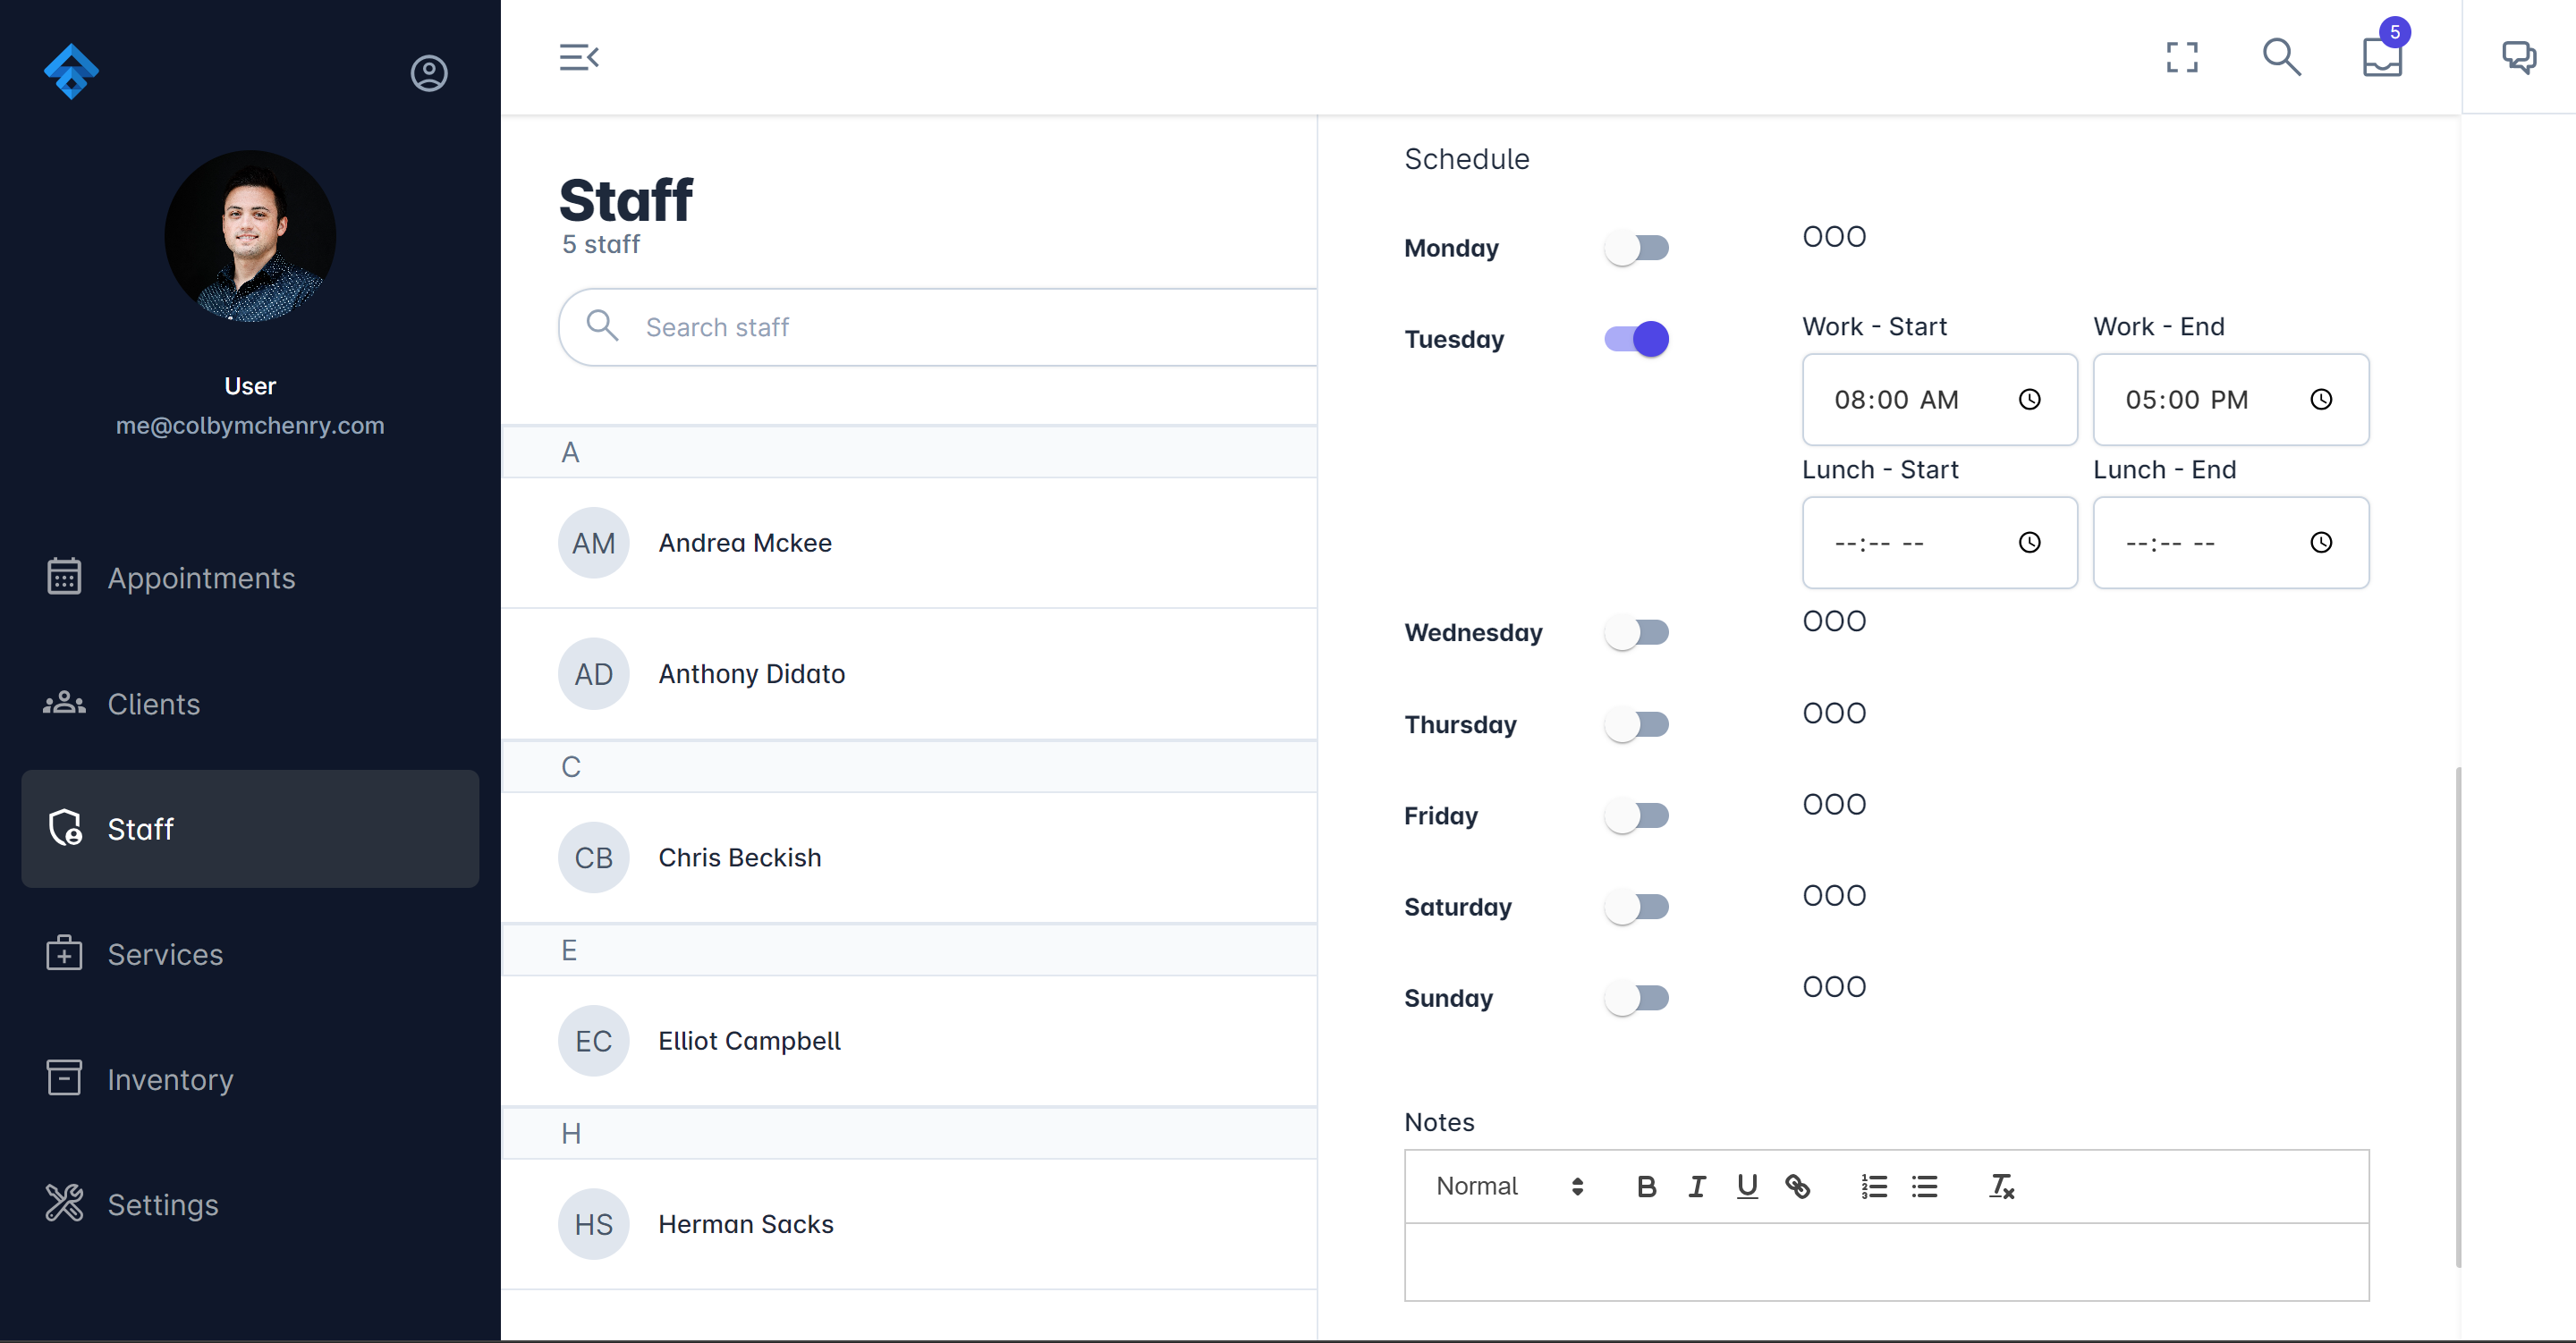 5
User
me@colbymchenry.com
Appointments
Clients
Staff
Services
Inventory
Settings
Staff
5 staff
Search staff
A
AM Andrea Mckee
AD Anthony Didato
C
CB Chris Beckish
E
EC Elliot Campbell
H
HS Herman Sacks
Schedule
Monday OOO
Tuesday
Work - Start Work - End
08:00 AM 05:00 PM
Lunch - Start Lunch - End
--:-- -- --:-- --
Wednesday OOO
Thursday OOO
Friday OOO
Saturday OOO
Sunday OOO
Notes
Normal B I U